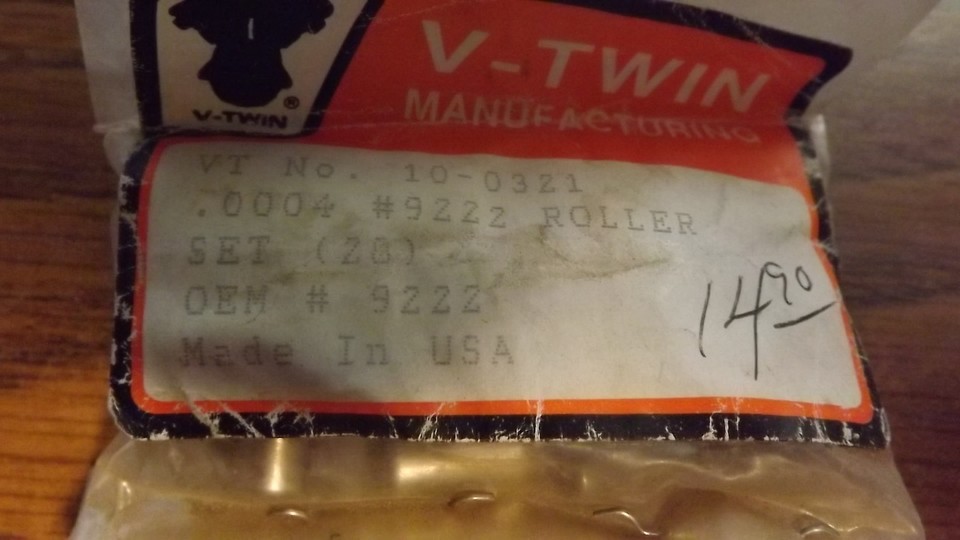 V-TWIN
®
V-TWIN
MANUFACTURING
VT No. 10-0321
.0004 #9222 ROLLER
SET (28)
OEM # 9222
Made In USA
14.90